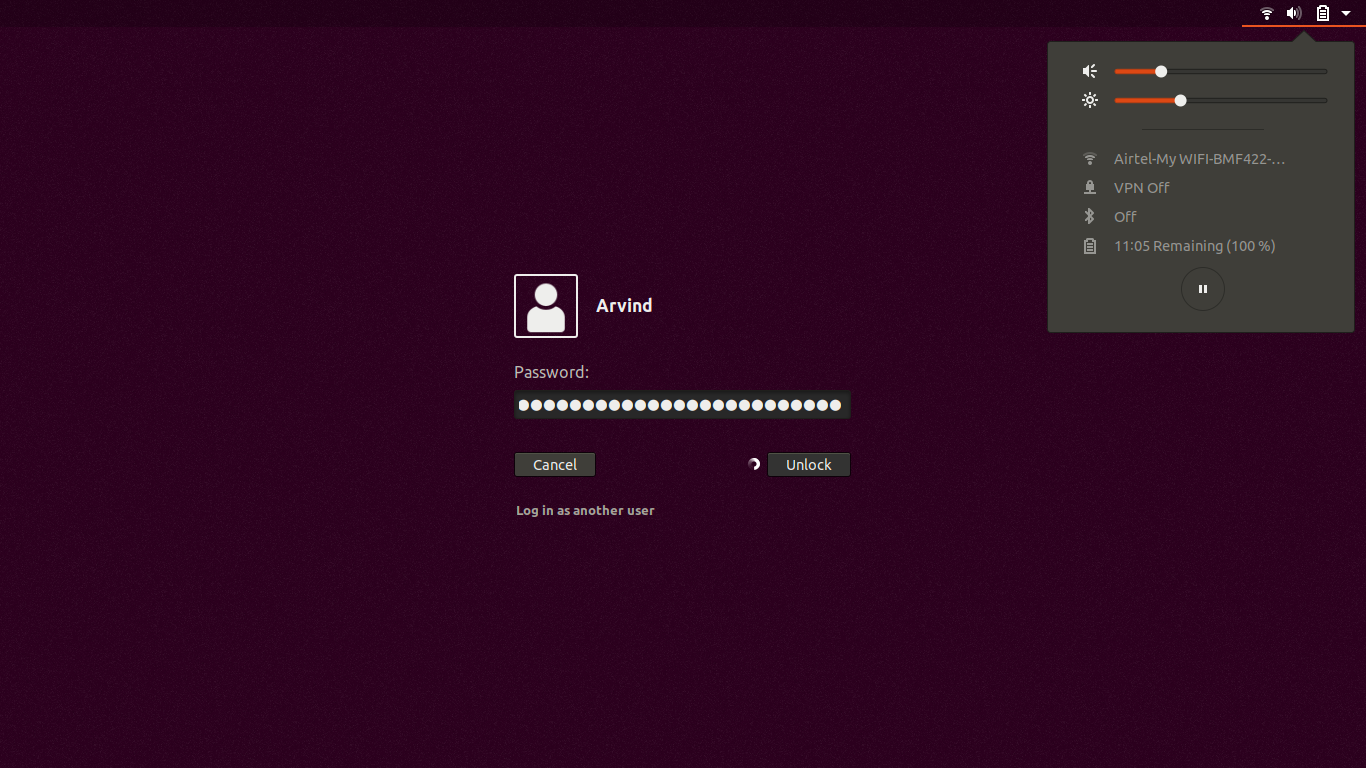 Airtel-My WIFI-BMF422-…
VPN Off
Off
11:05 Remaining (100 %)
Arvind
Password:
Cancel
Unlock
Log in as another user